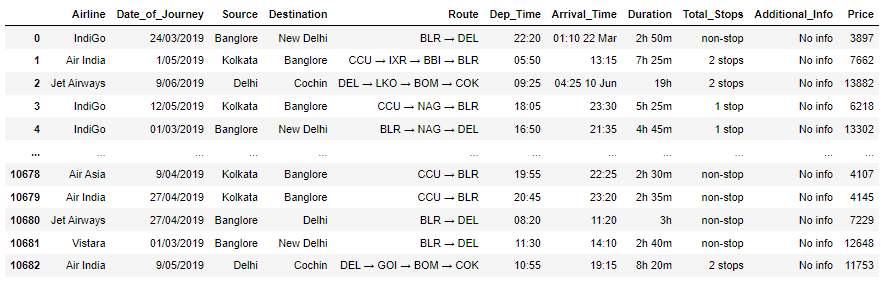 Airline Date_of_Journey Source Destination Route Dep_Time Arrival_Time Duration Total_Stops Additional_Info Price
0 IndiGo 24/03/2019 Banglore New Delhi BLR → DEL 22:20 01:10 22 Mar 2h 50m non-stop No info 3897
1 Air India 1/05/2019 Kolkata Banglore CCU → IXR → BBI → BLR 05:50 13:15 7h 25m 2 stops No info 7662
2 Jet Airways 9/06/2019 Delhi Cochin DEL → LKO → BOM → COK 09:25 04:25 10 Jun 19h 2 stops No info 13882
3 IndiGo 12/05/2019 Kolkata Banglore CCU → NAG → BLR 18:05 23:30 5h 25m 1 stop No info 6218
4 IndiGo 01/03/2019 Banglore New Delhi BLR → NAG → DEL 16:50 21:35 4h 45m 1 stop No info 13302
... ... ... ... ... ... ... ... ... ... ... ...
10678 Air Asia 9/04/2019 Kolkata Banglore CCU → BLR 19:55 22:25 2h 30m non-stop No info 4107
10679 Air India 27/04/2019 Kolkata Banglore CCU → BLR 20:45 23:20 2h 35m non-stop No info 4145
10680 Jet Airways 27/04/2019 Banglore Delhi BLR → DEL 08:20 11:20 3h non-stop No info 7229
10681 Vistara 01/03/2019 Banglore New Delhi BLR → DEL 11:30 14:10 2h 40m non-stop No info 12648
10682 Air India 9/05/2019 Delhi Cochin DEL → GOI → BOM → COK 10:55 19:15 8h 20m 2 stops No info 11753